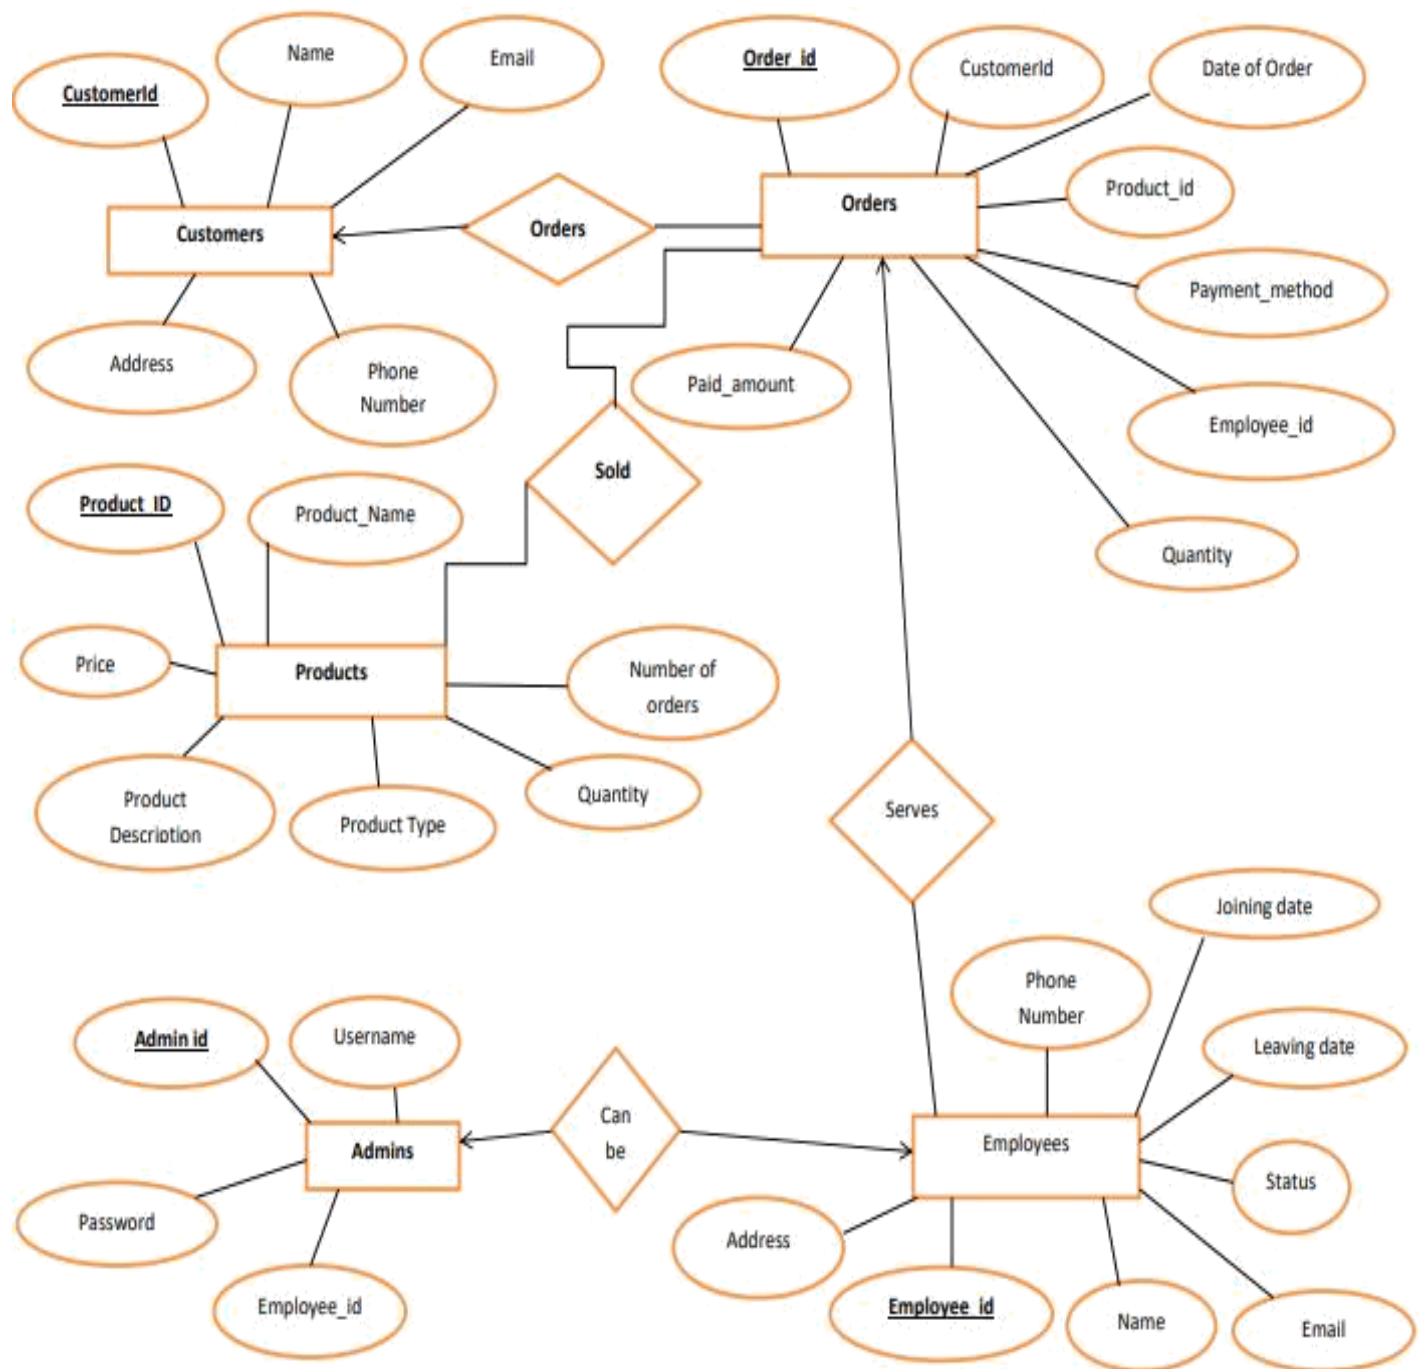 Name
Email
CustomerId
Customers
Address
Phone
Number
Orders
Order_id
CustomerId
Date of Order
Product_id
Orders
Payment_method
Paid_amount
Employee_id
Quantity
Sold
Product_ID
Product_Name
Price
Products
Number of
orders
Product
Description
Product Type
Quantity
Serves
Joining date
Phone
Number
Leaving date
Admin id
Username
Admins
Can
be
Employees
Status
Password
Address
Employee_id
Employee_id
Name
Email